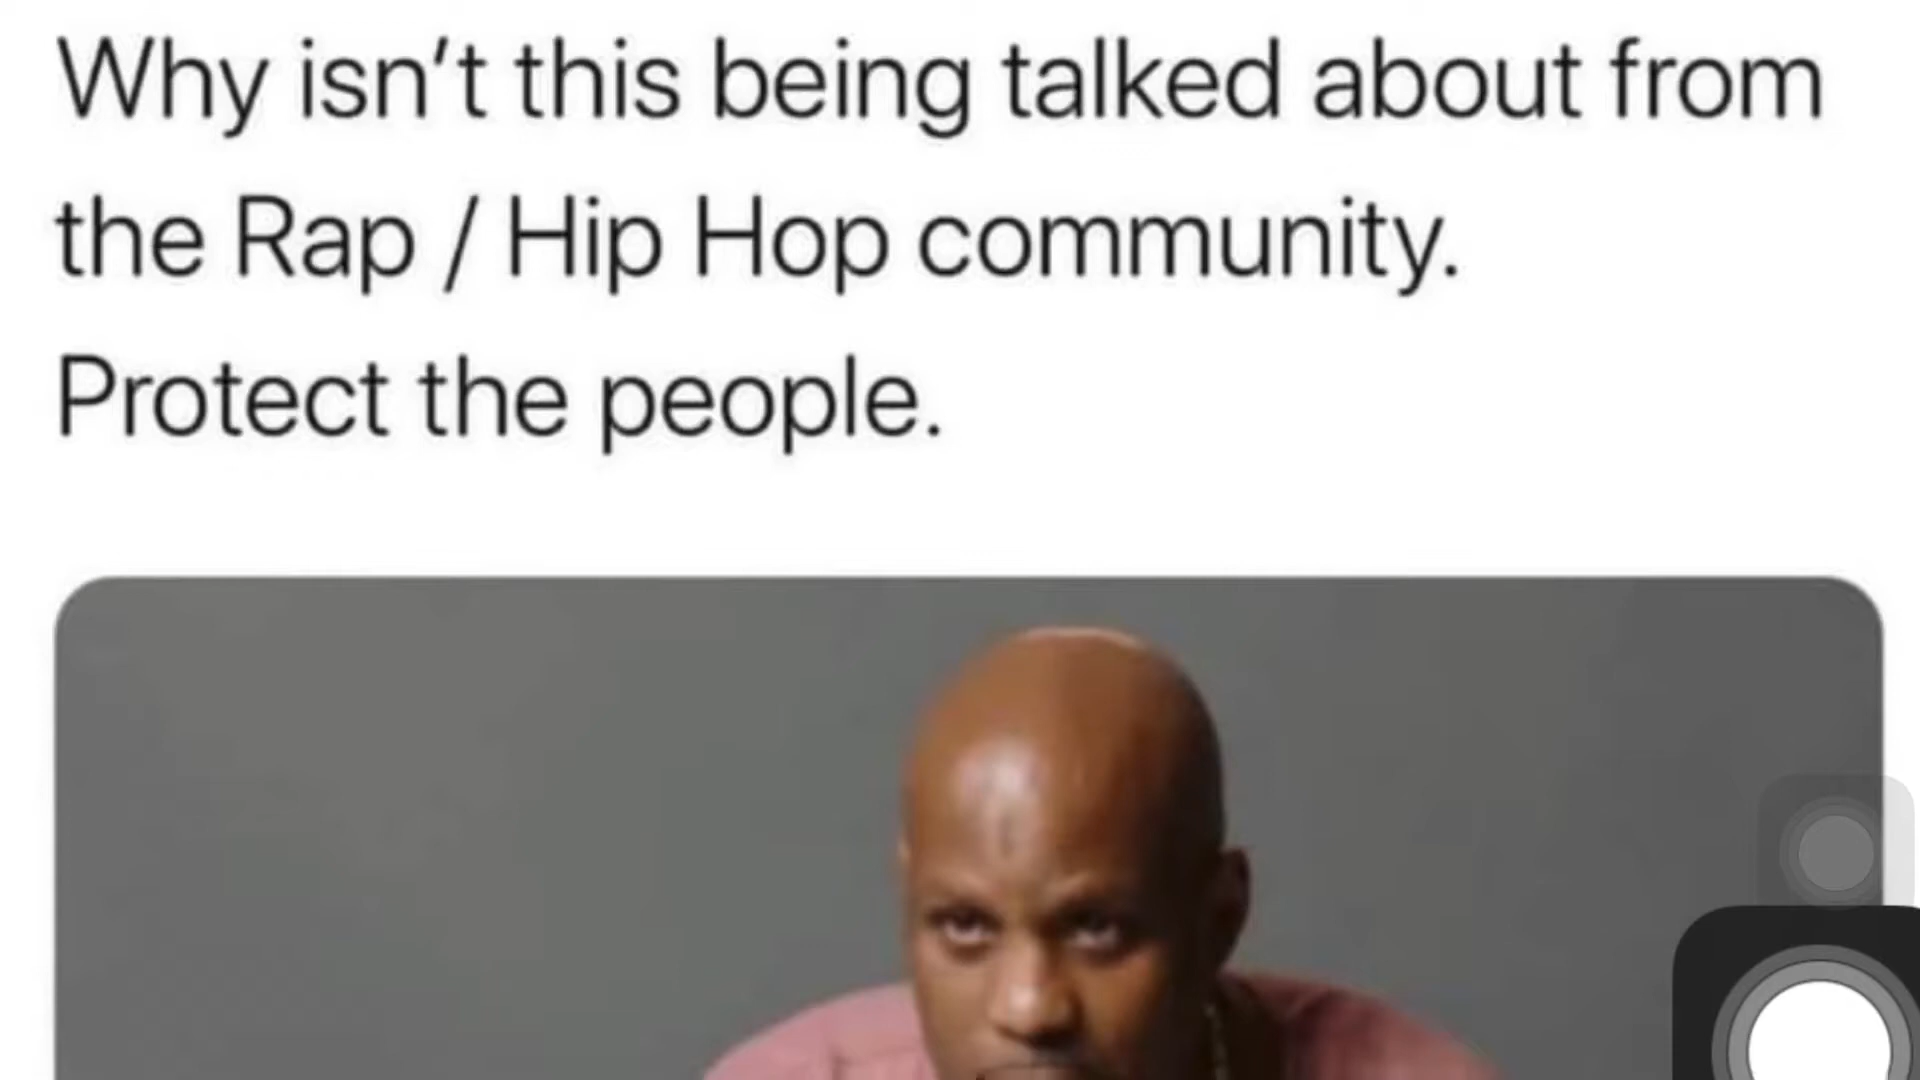 Why isn’t this being talked about from
the Rap / Hip Hop community.
Protect the people.